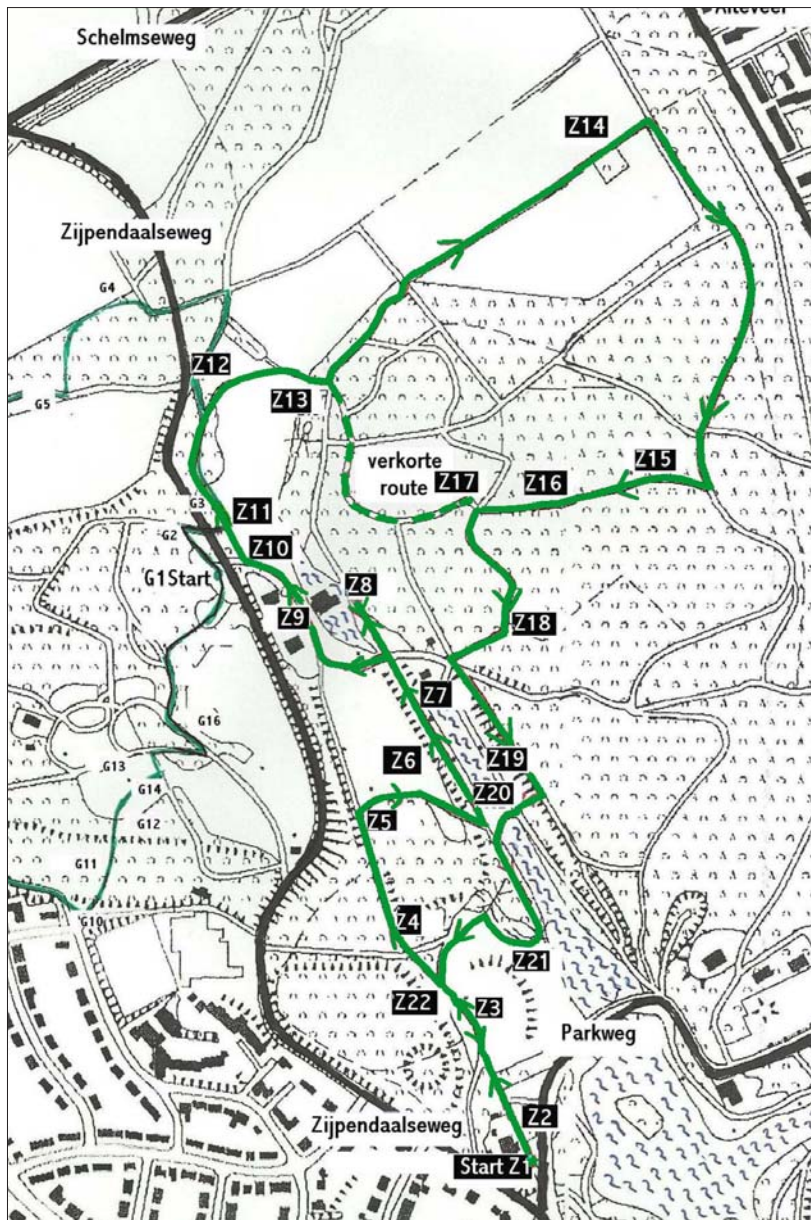 Alteveer
Schelmseweg
Z14
Zijpendaalseweg
G4
Z12
G5
Z13
verkorte
route
Z17
Z16
Z15
G3
Z11
G2
Z10
G1Start
Z8
Z9
Z18
Z7
G16
Z19
Z6
G13
G14
Z20
G12
Z5
G11
G10
Z4
Z21
Z22
Z3
Parkweg
Zijpendaalseweg
Z2
Start Z1